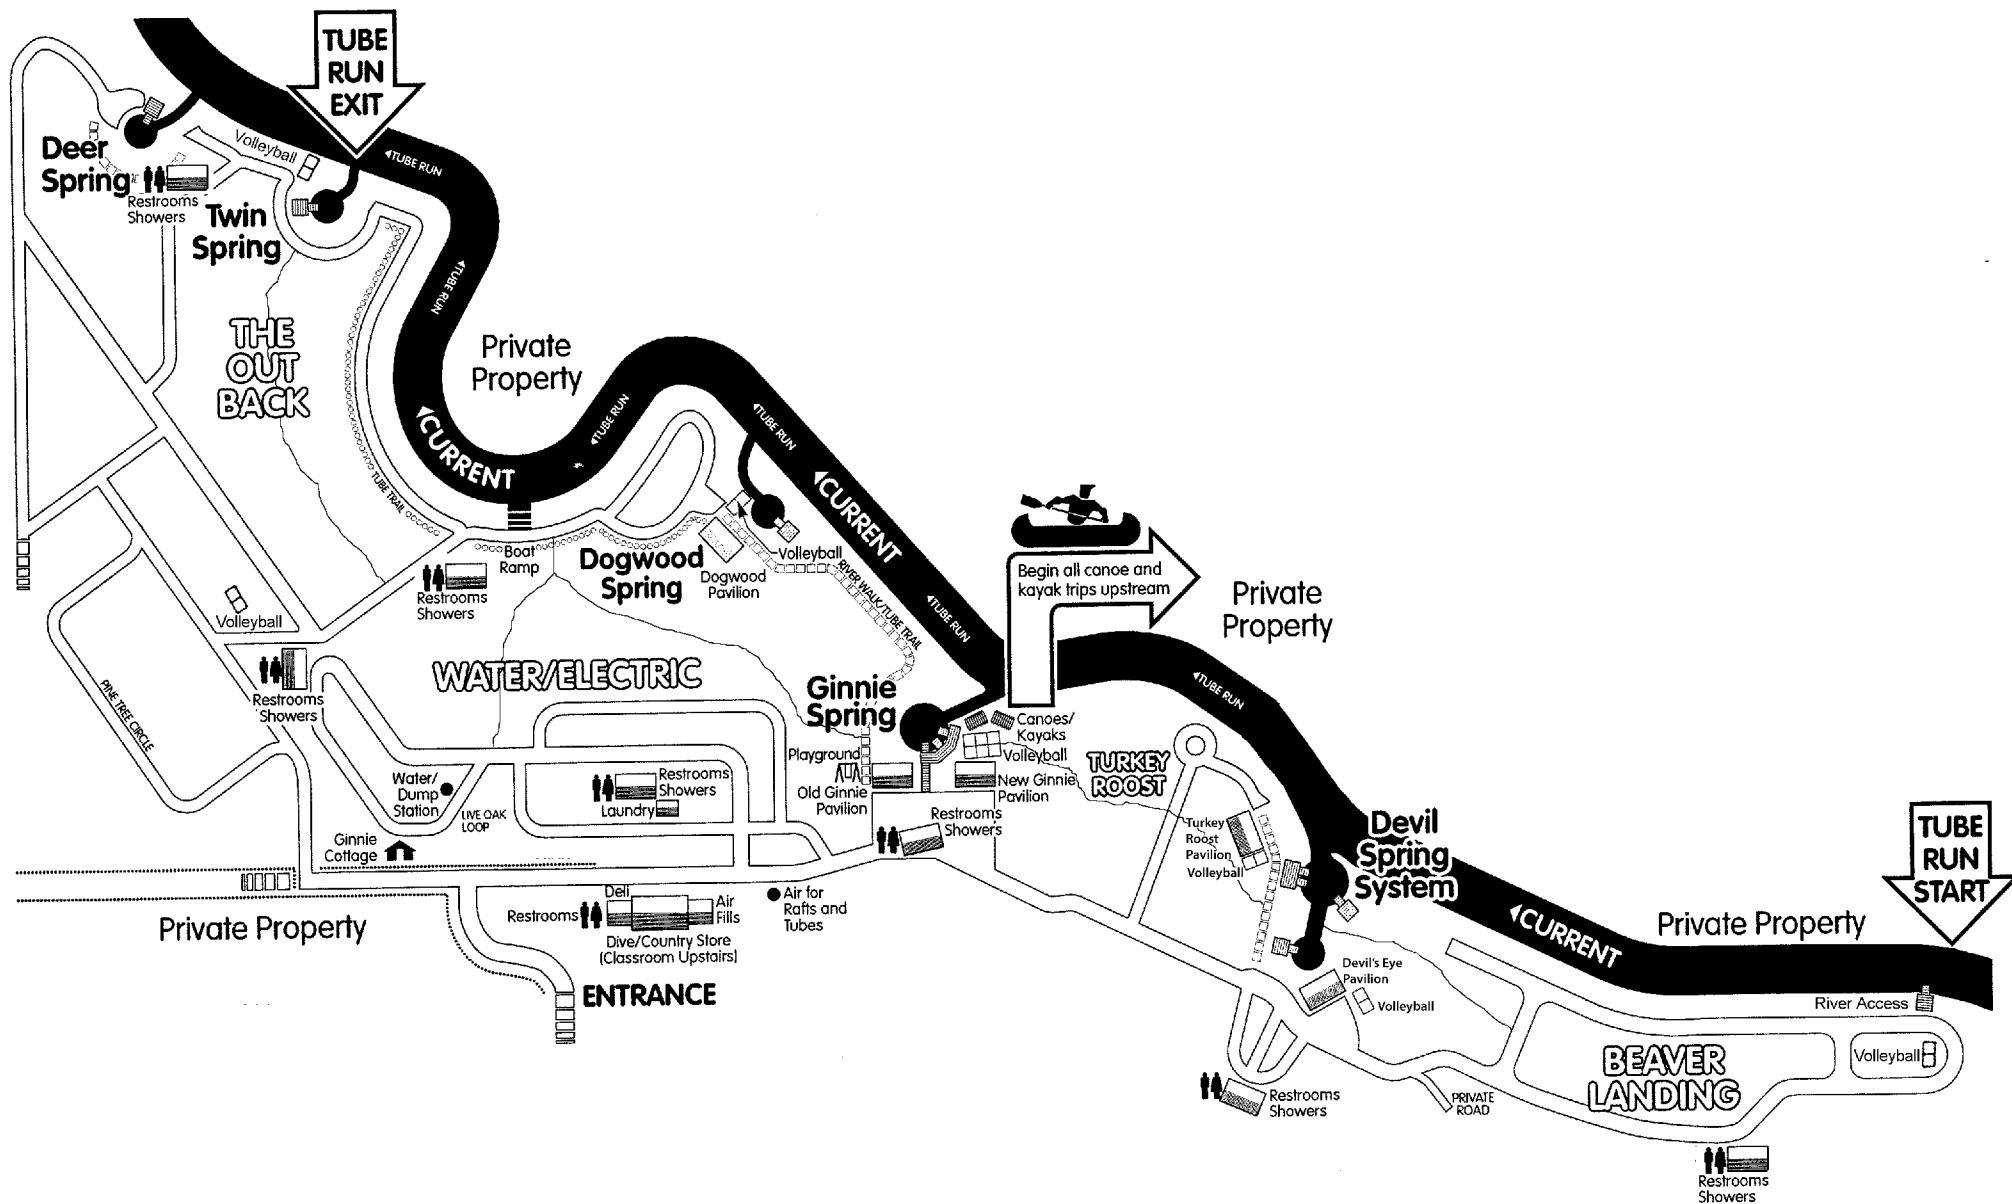 TUBE
RUN
EXIT
TUBE RUN
Volleyball
Deer
Spring
Restrooms
Showers
Twin
Spring
TUBE RUN
THE
OUT
BACK
Private
Property
CURRENT
TUBE RUN
TUBE RUN
TUBE TRAIL
CURRENT
Boat
Ramp
Restrooms
Showers
Dogwood
Spring
Dogwood
Pavilion
Volleyball
RIVER WALK/TUBE TRAIL
TUBE RUN
Begin all canoe and
kayak trips upstream
Private
Property
Volleyball
Restrooms
Showers
PINE TREE CIRCLE
WATER/ELECTRIC
Ginnie
Spring
TUBE RUN
Canoes/
Kayaks
Volleyball
Playground
Old Ginnie
Pavilion
New Ginnie
Pavilion
TURKEY
ROOST
Water/
Dump
Station
LIVE OAK
LOOP
Restrooms
Showers
Laundry
Restrooms
Showers
Ginnie
Cottage
Turkey
Roost
Pavilion
Volleyball
Devil
Spring
System
TUBE
RUN
START
Private Property
Deli
Restrooms
Air
Fills
Dive/Country Store
(Classroom Upstairs)
Air for
Rafts and
Tubes
ENTRANCE
CURRENT
Private Property
Devil's Eye
Pavilion
Volleyball
River Access
Volleyball
BEAVER
LANDING
Restrooms
Showers
PRIVATE
ROAD
Restrooms
Showers